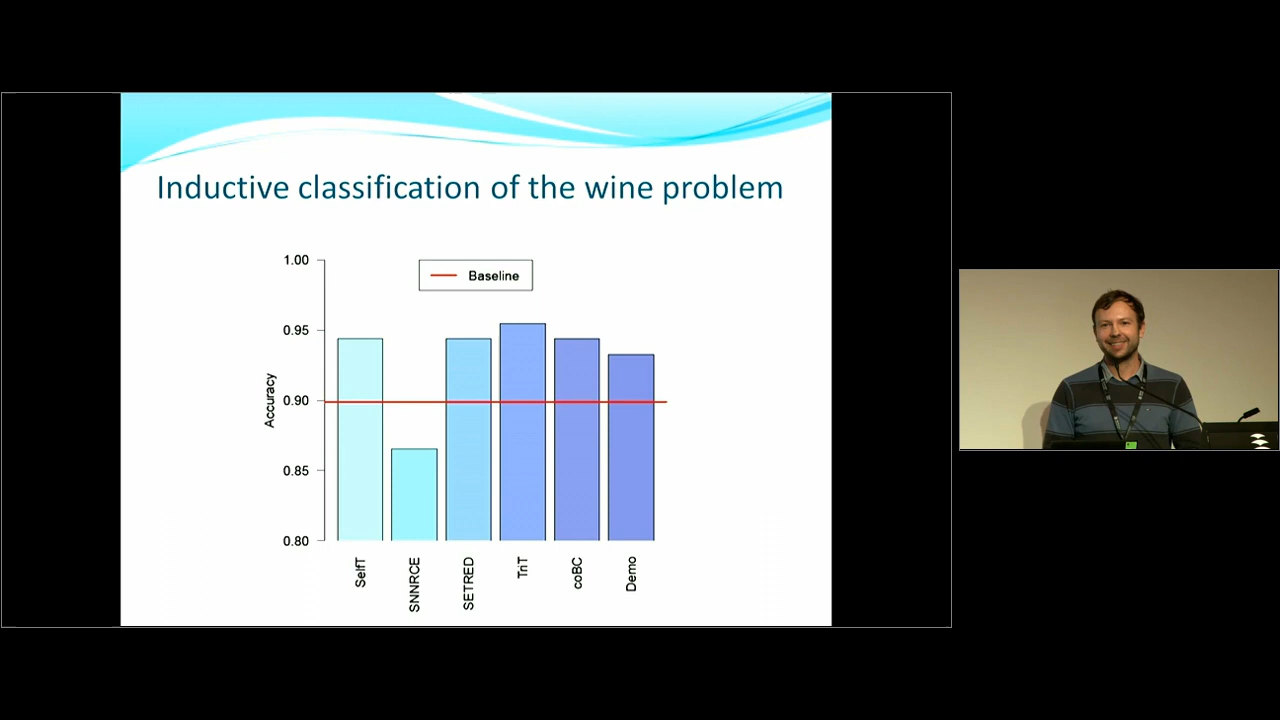 Inductive classification of the wine problem
1.00
0.95
0.90
0.85
0.80
Accuracy
Baseline
SelfT
SNNRCE
SETRED
TriT
coBC
Demo